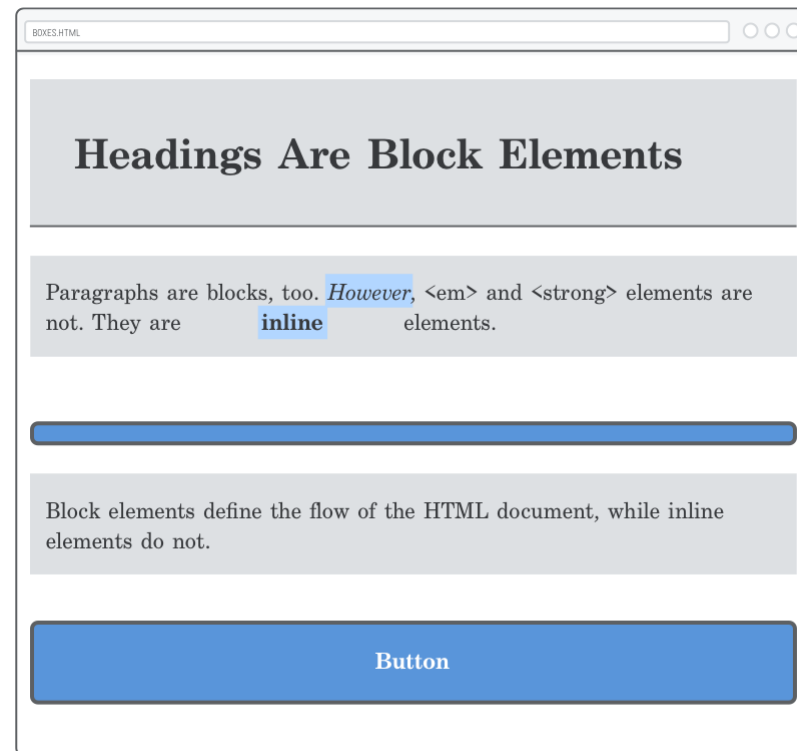 BOXES.HTML
Headings Are Block Elements
Paragraphs are blocks, too. However, <em> and <strong> elements are
not. They are inline elements.
Block elements define the flow of the HTML document, while inline
elements do not.
Button